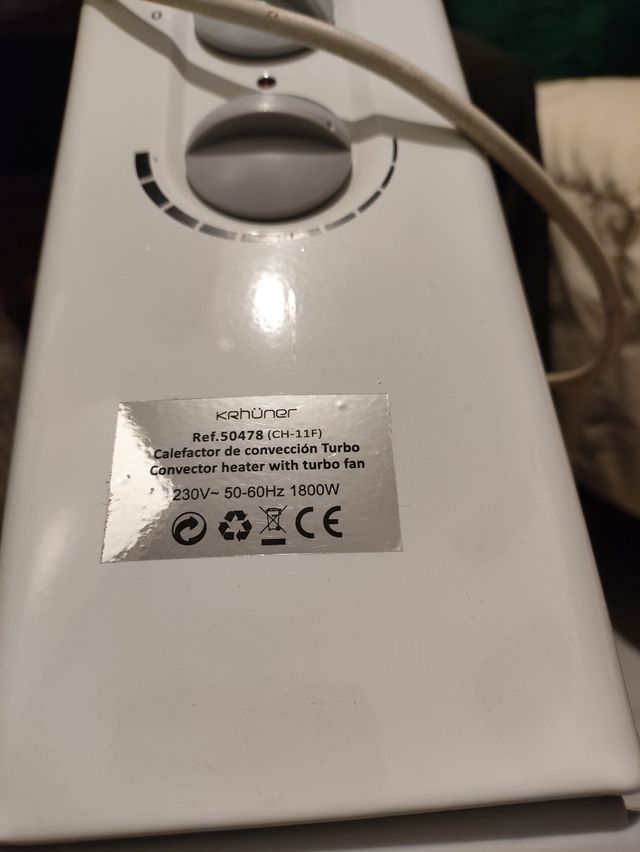 0
KRHÜNER
Ref.50478 (CH-11F)
Calefactor de convección Turbo
Convector heater with turbo fan
230V~ 50-60Hz 1800W
CE